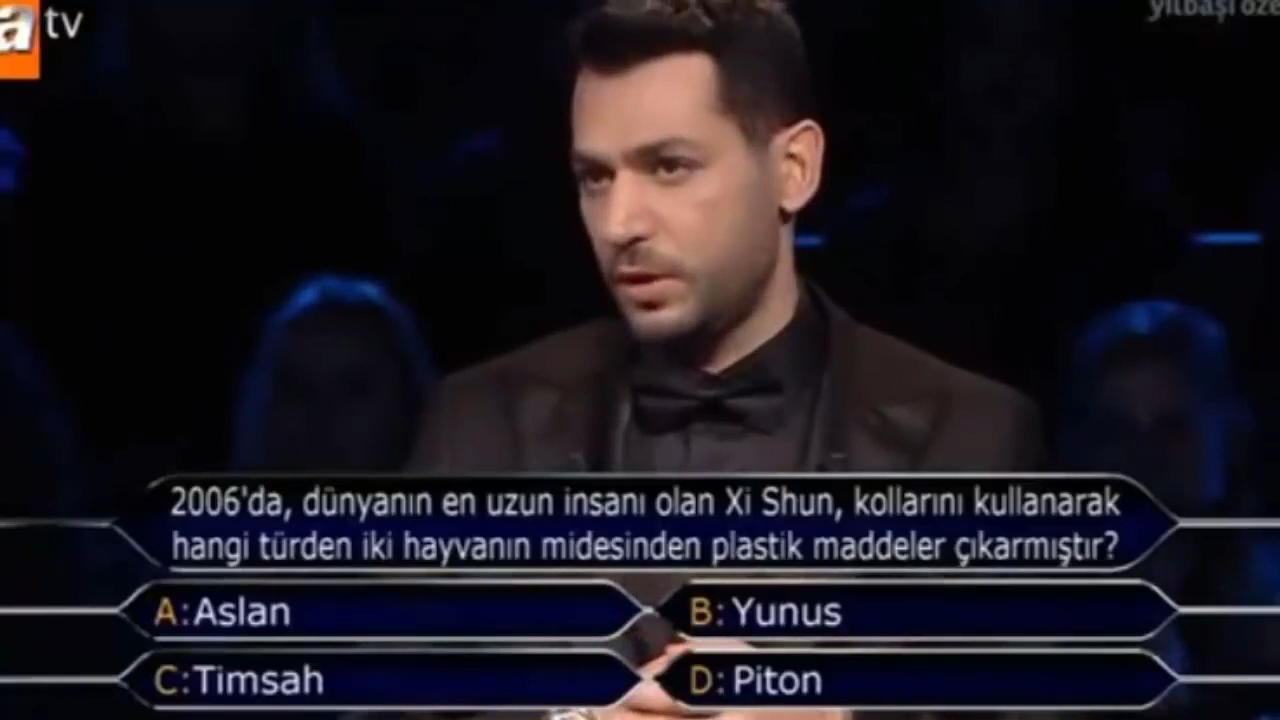 atv
yılbaşı öze
2006'da, dünyanın en uzun insanı olan Xi Shun, kollarını kullanarak
hangi türden iki hayvanın midesinden plastik maddeler çıkarmıştır?
A: Aslan
B: Yunus
C: Timsah
D: Piton